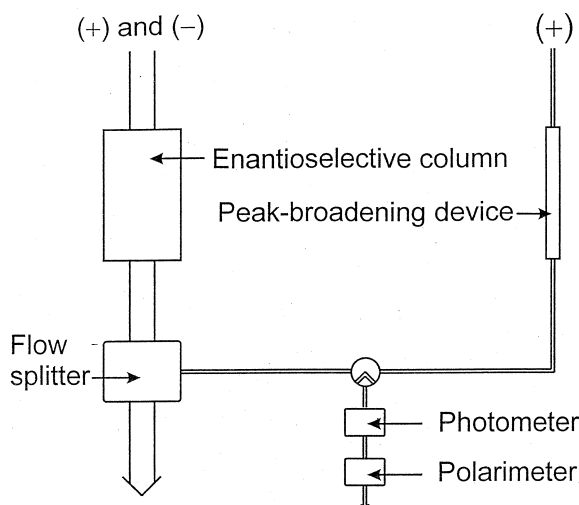 (+) and (−)
(+)
Enantioselective column
Peak-broadening device
Flow
splitter
Photometer
Polarimeter